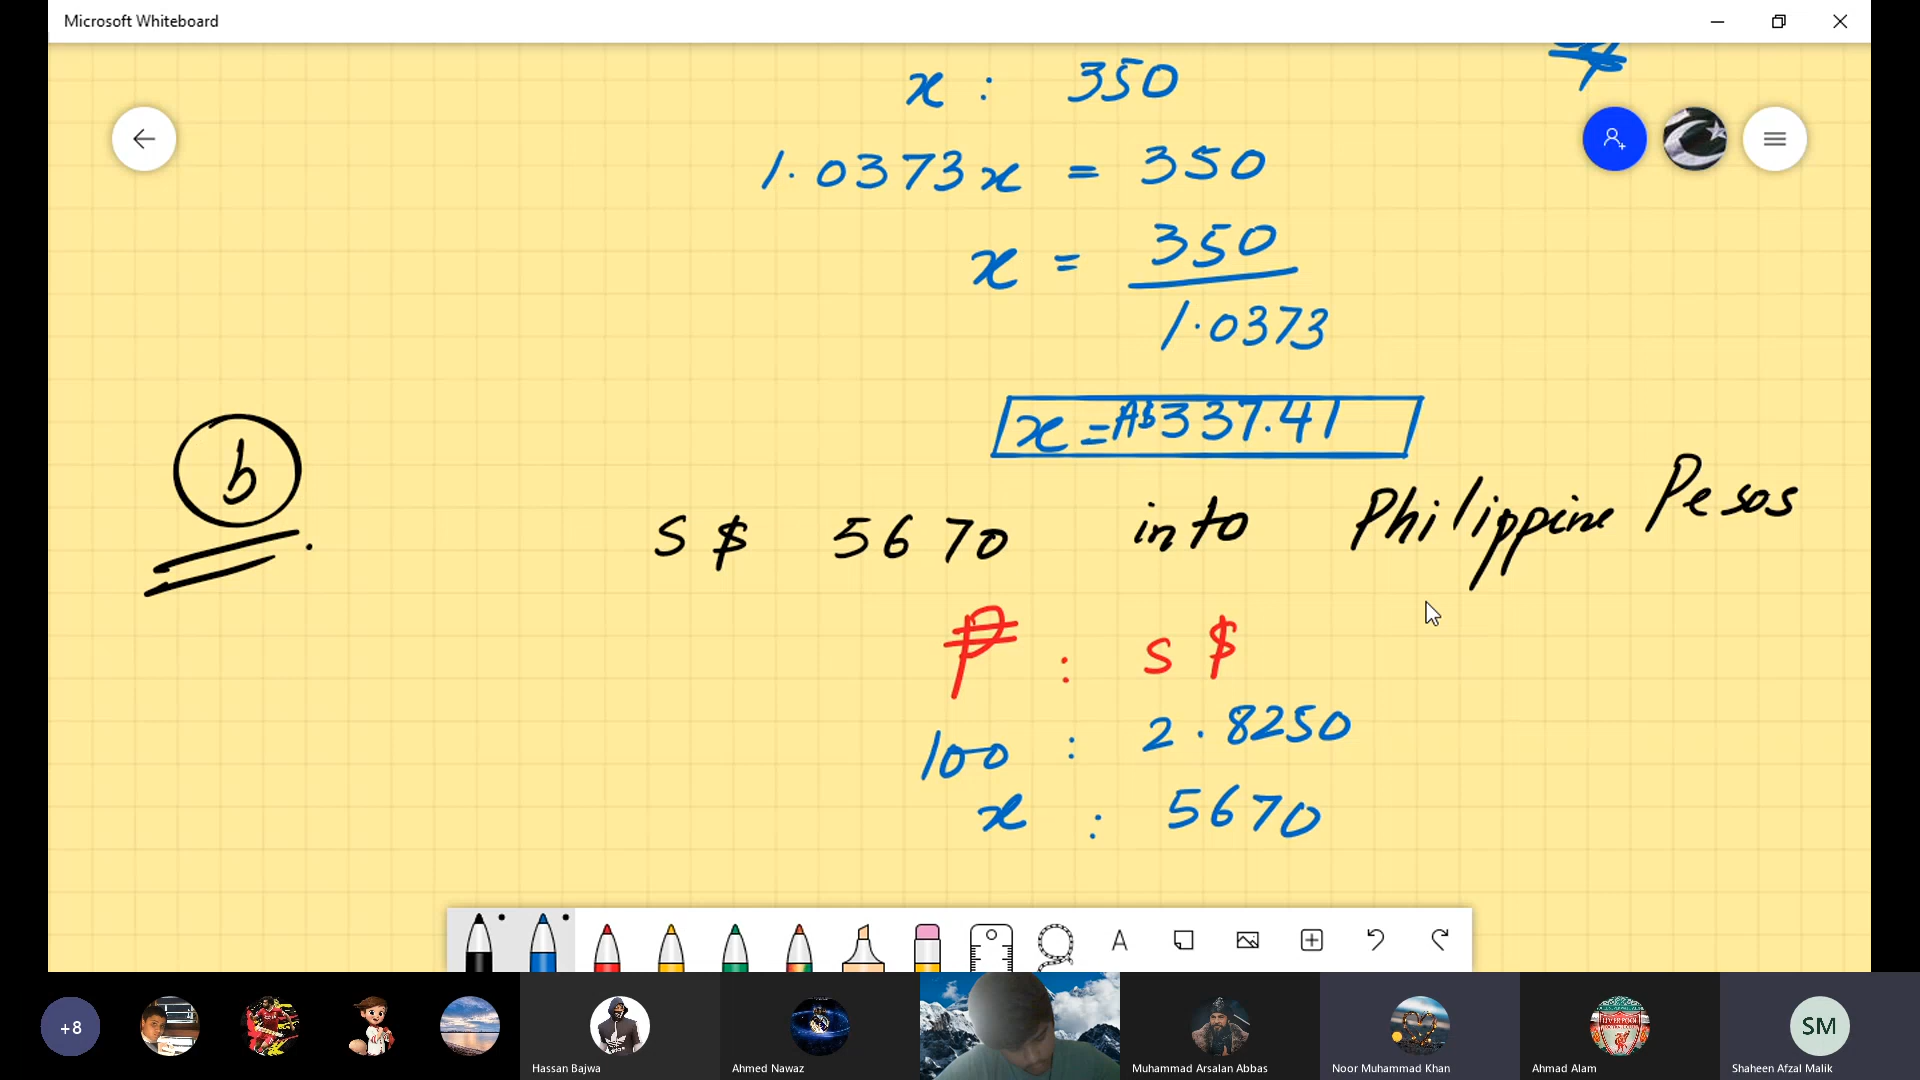 Microsoft Whiteboard
x : 350
1.0373x = 350
x = 350
1.0373
x = A$337.41
b
S $ 5670 into Philippine Pesos
₱ : S $
100 : 2.8250
x : 5670
A
+8
Hassan Bajwa
Ahmed Nawaz
Muhammad Arsalan Abbas
Noor Muhammad Khan
LIVERPOOL
Ahmad Alam
SM
Shaheen Afzal Malik